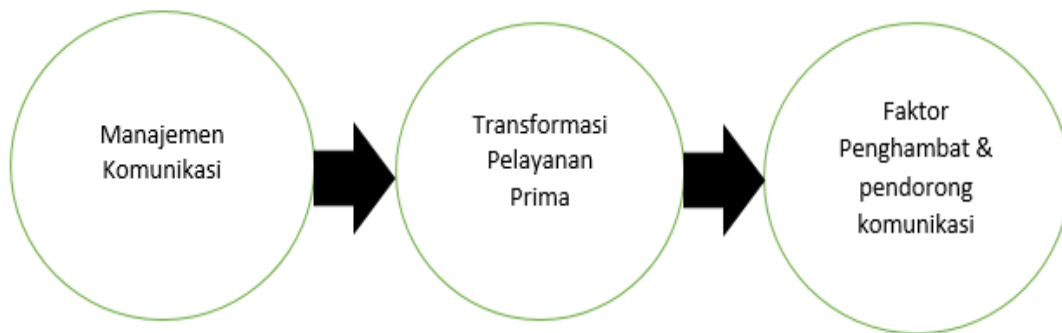 Manajemen
Komunikasi
Transformasi
Pelayanan
Prima
Faktor
Penghambat &
pendorong
komunikasi